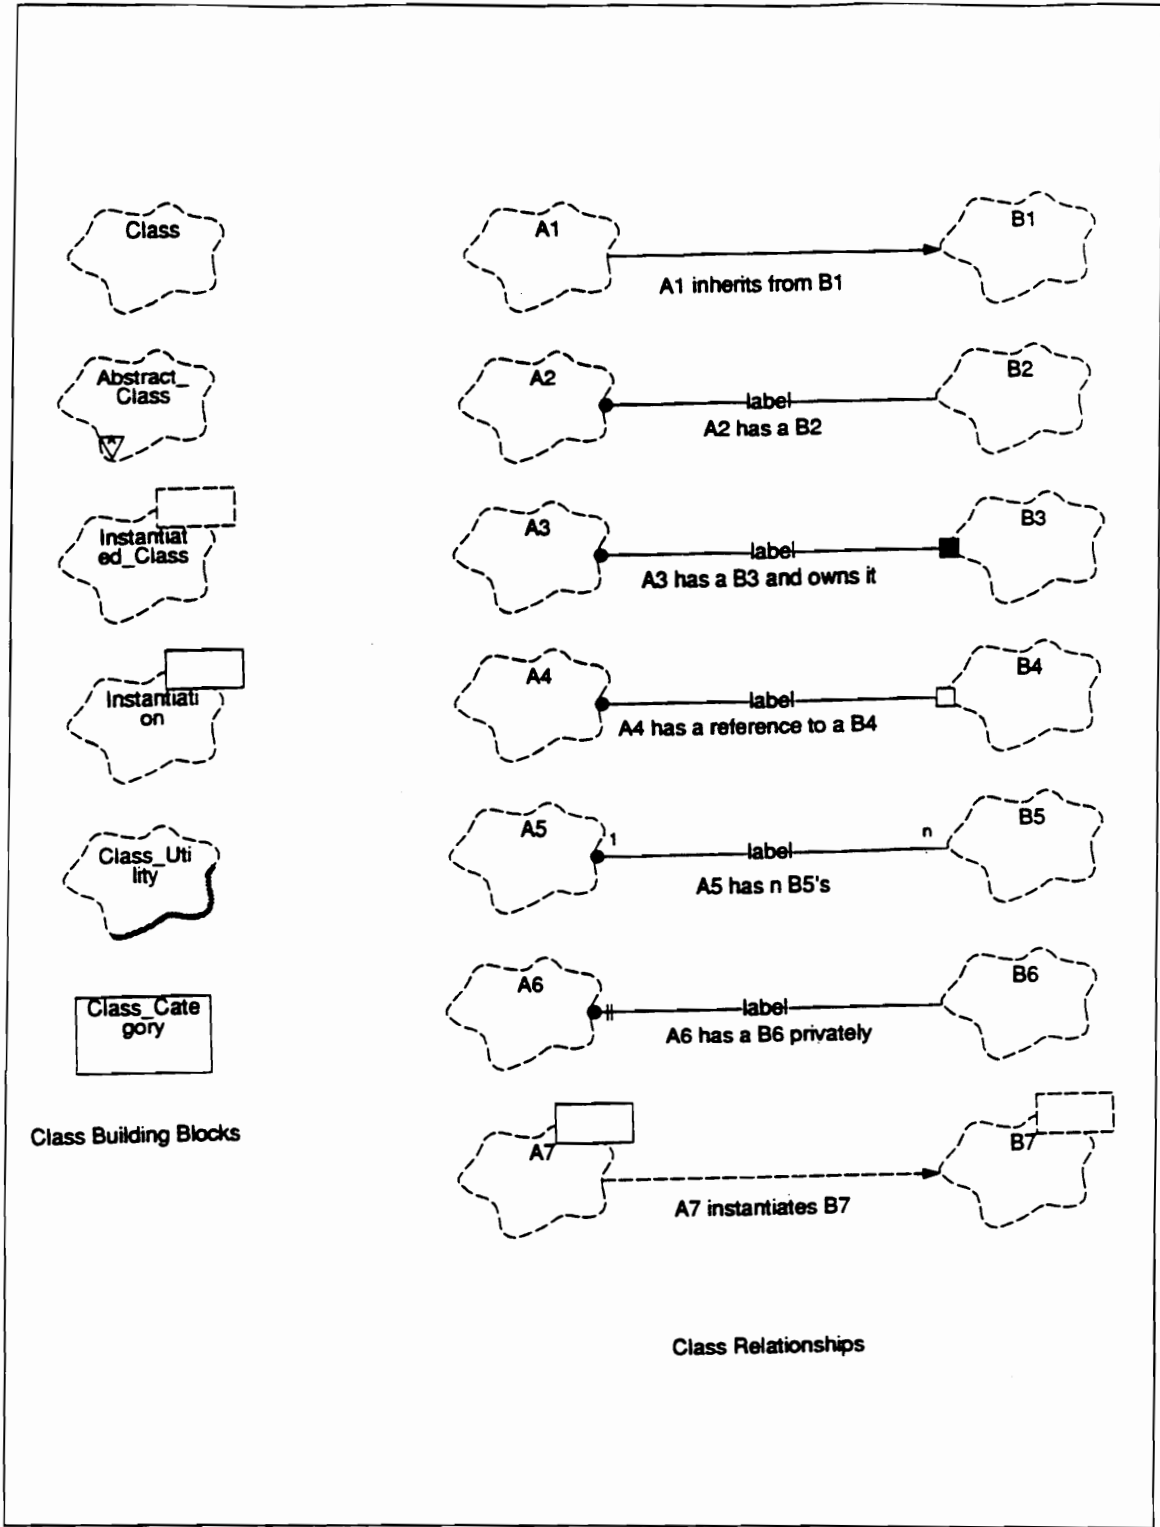 Class
Abstract_
Class
*
Instantiat
ed_Class
Instantiati
on
Class_Uti
lity
Class_Cate
gory
Class Building Blocks
A1
B1
A1 inherits from B1
A2
B2
label
A2 has a B2
A3
B3
label
A3 has a B3 and owns it
A4
B4
label
A4 has a reference to a B4
A5
B5
1
n
label
A5 has n B5's
A6
B6
label
A6 has a B6 privately
A7
B7
A7 instantiates B7
Class Relationships